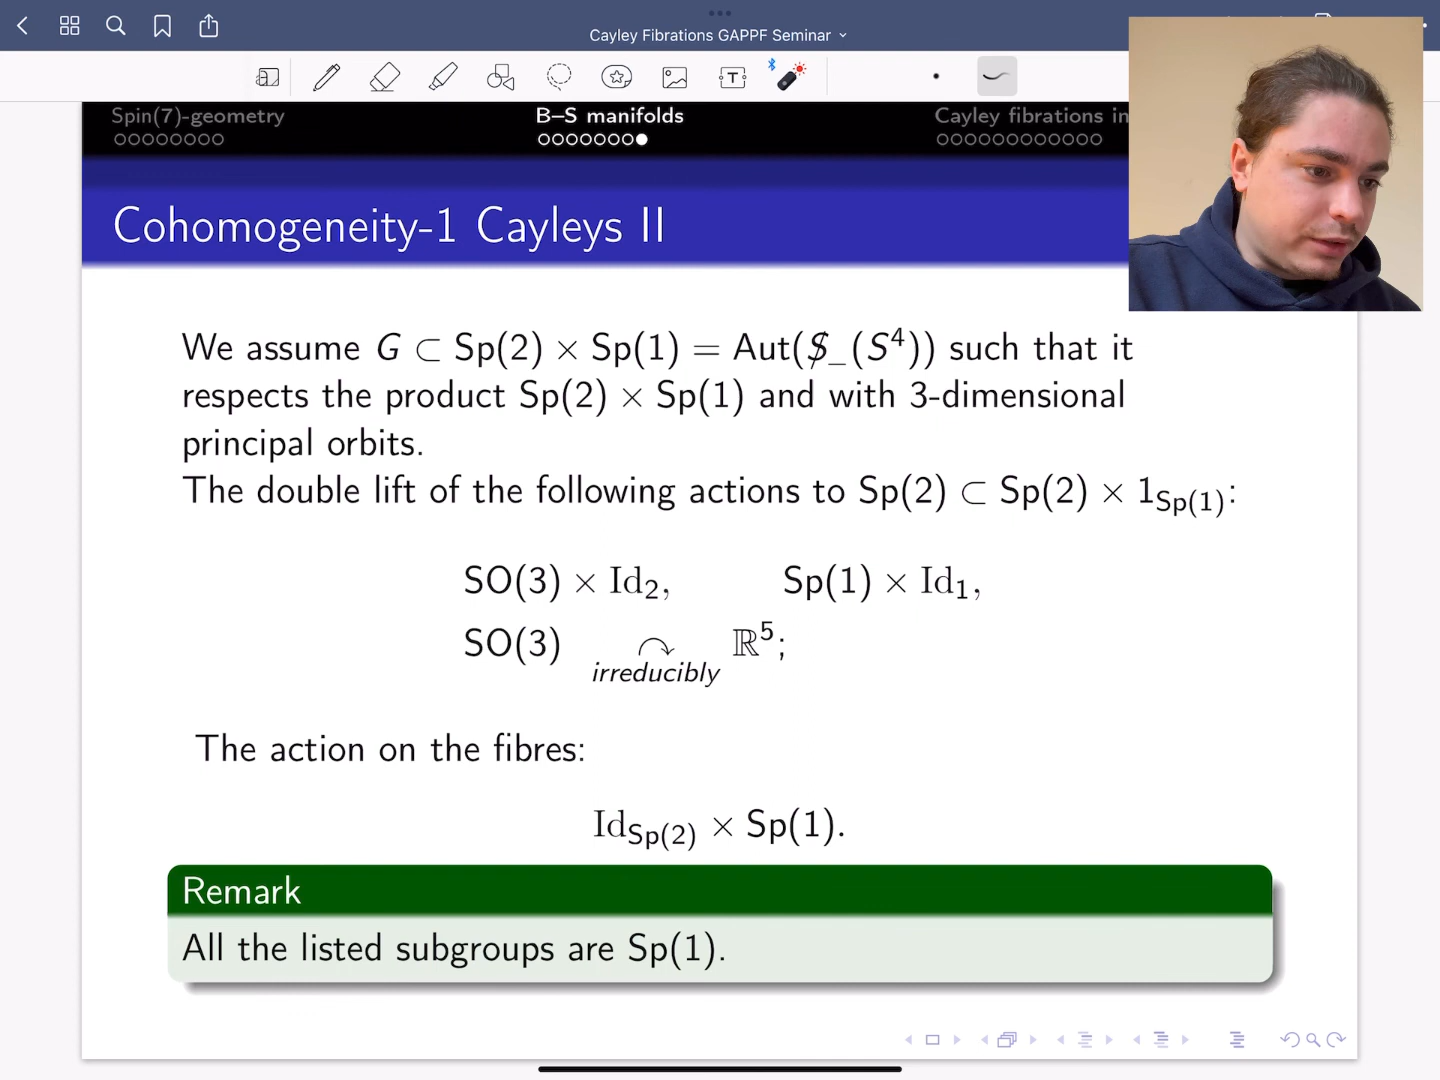 Cayley Fibrations GAPPF Seminar
Spin(7)-geometry
B–S manifolds
Cayley fibrations in
Cohomogeneity-1 Cayleys II
We assume G ⊂ Sp(2) × Sp(1) = Aut($̸_−(S⁴)) such that it
respects the product Sp(2) × Sp(1) and with 3-dimensional
principal orbits.
The double lift of the following actions to Sp(2) ⊂ Sp(2) × 1_Sp(1):
SO(3) × Id₂, Sp(1) × Id₁,
SO(3) ↷ ℝ⁵;
irreducibly
The action on the fibres:
Id_Sp(2) × Sp(1).
Remark
All the listed subgroups are Sp(1).